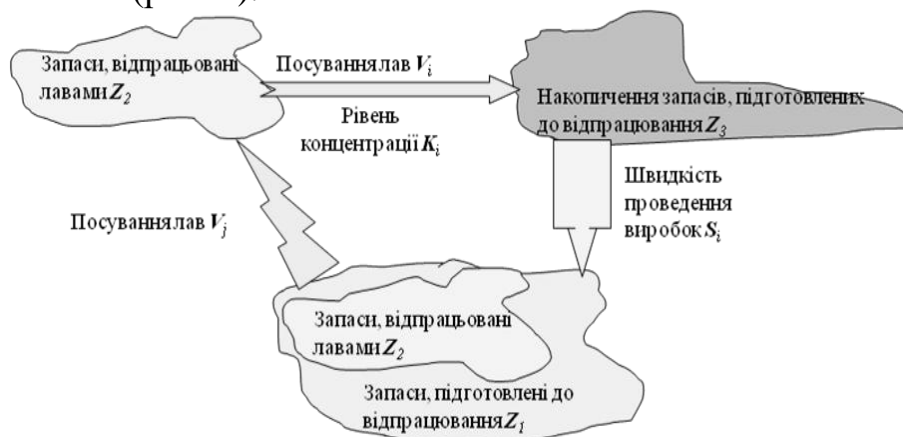 Запаси, відпрацьовані
лавами Z2
Посування лав Vi
Рівень
концентрації Ki
Накопичення запасів, підготовлених
до відпрацювання Z3
Швидкість
проведення
виробок Si
Посування лав Vj
Запаси, відпрацьовані
лавами Z2
Запаси, підготовлені до
відпрацювання Z1